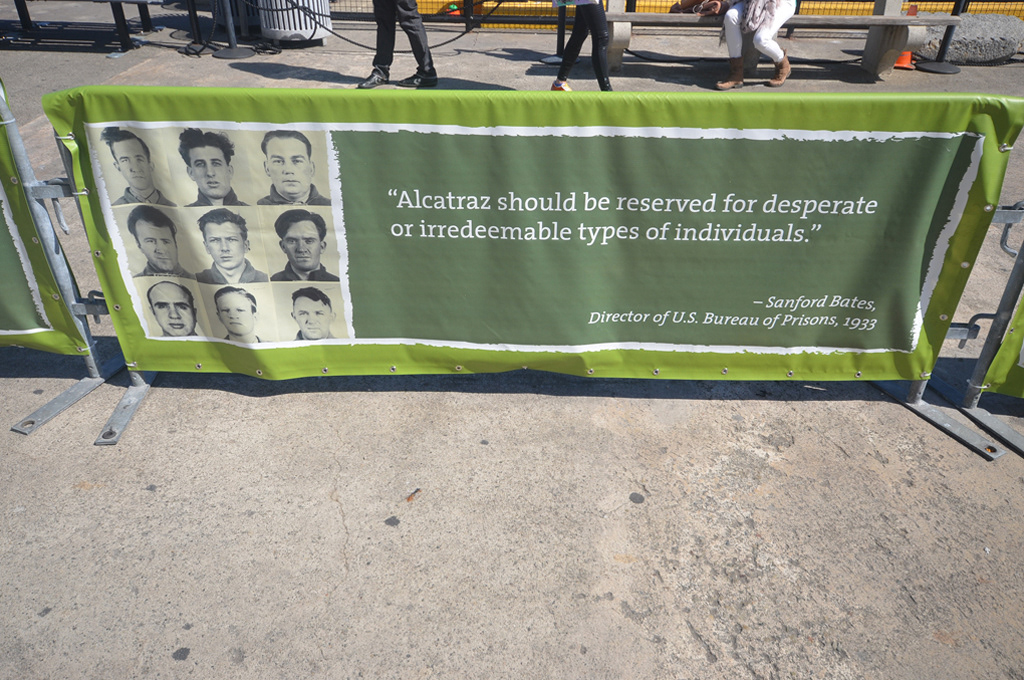 “Alcatraz should be reserved for desperate
or irredeemable types of individuals.”
– Sanford Bates,
Director of U.S. Bureau of Prisons, 1933